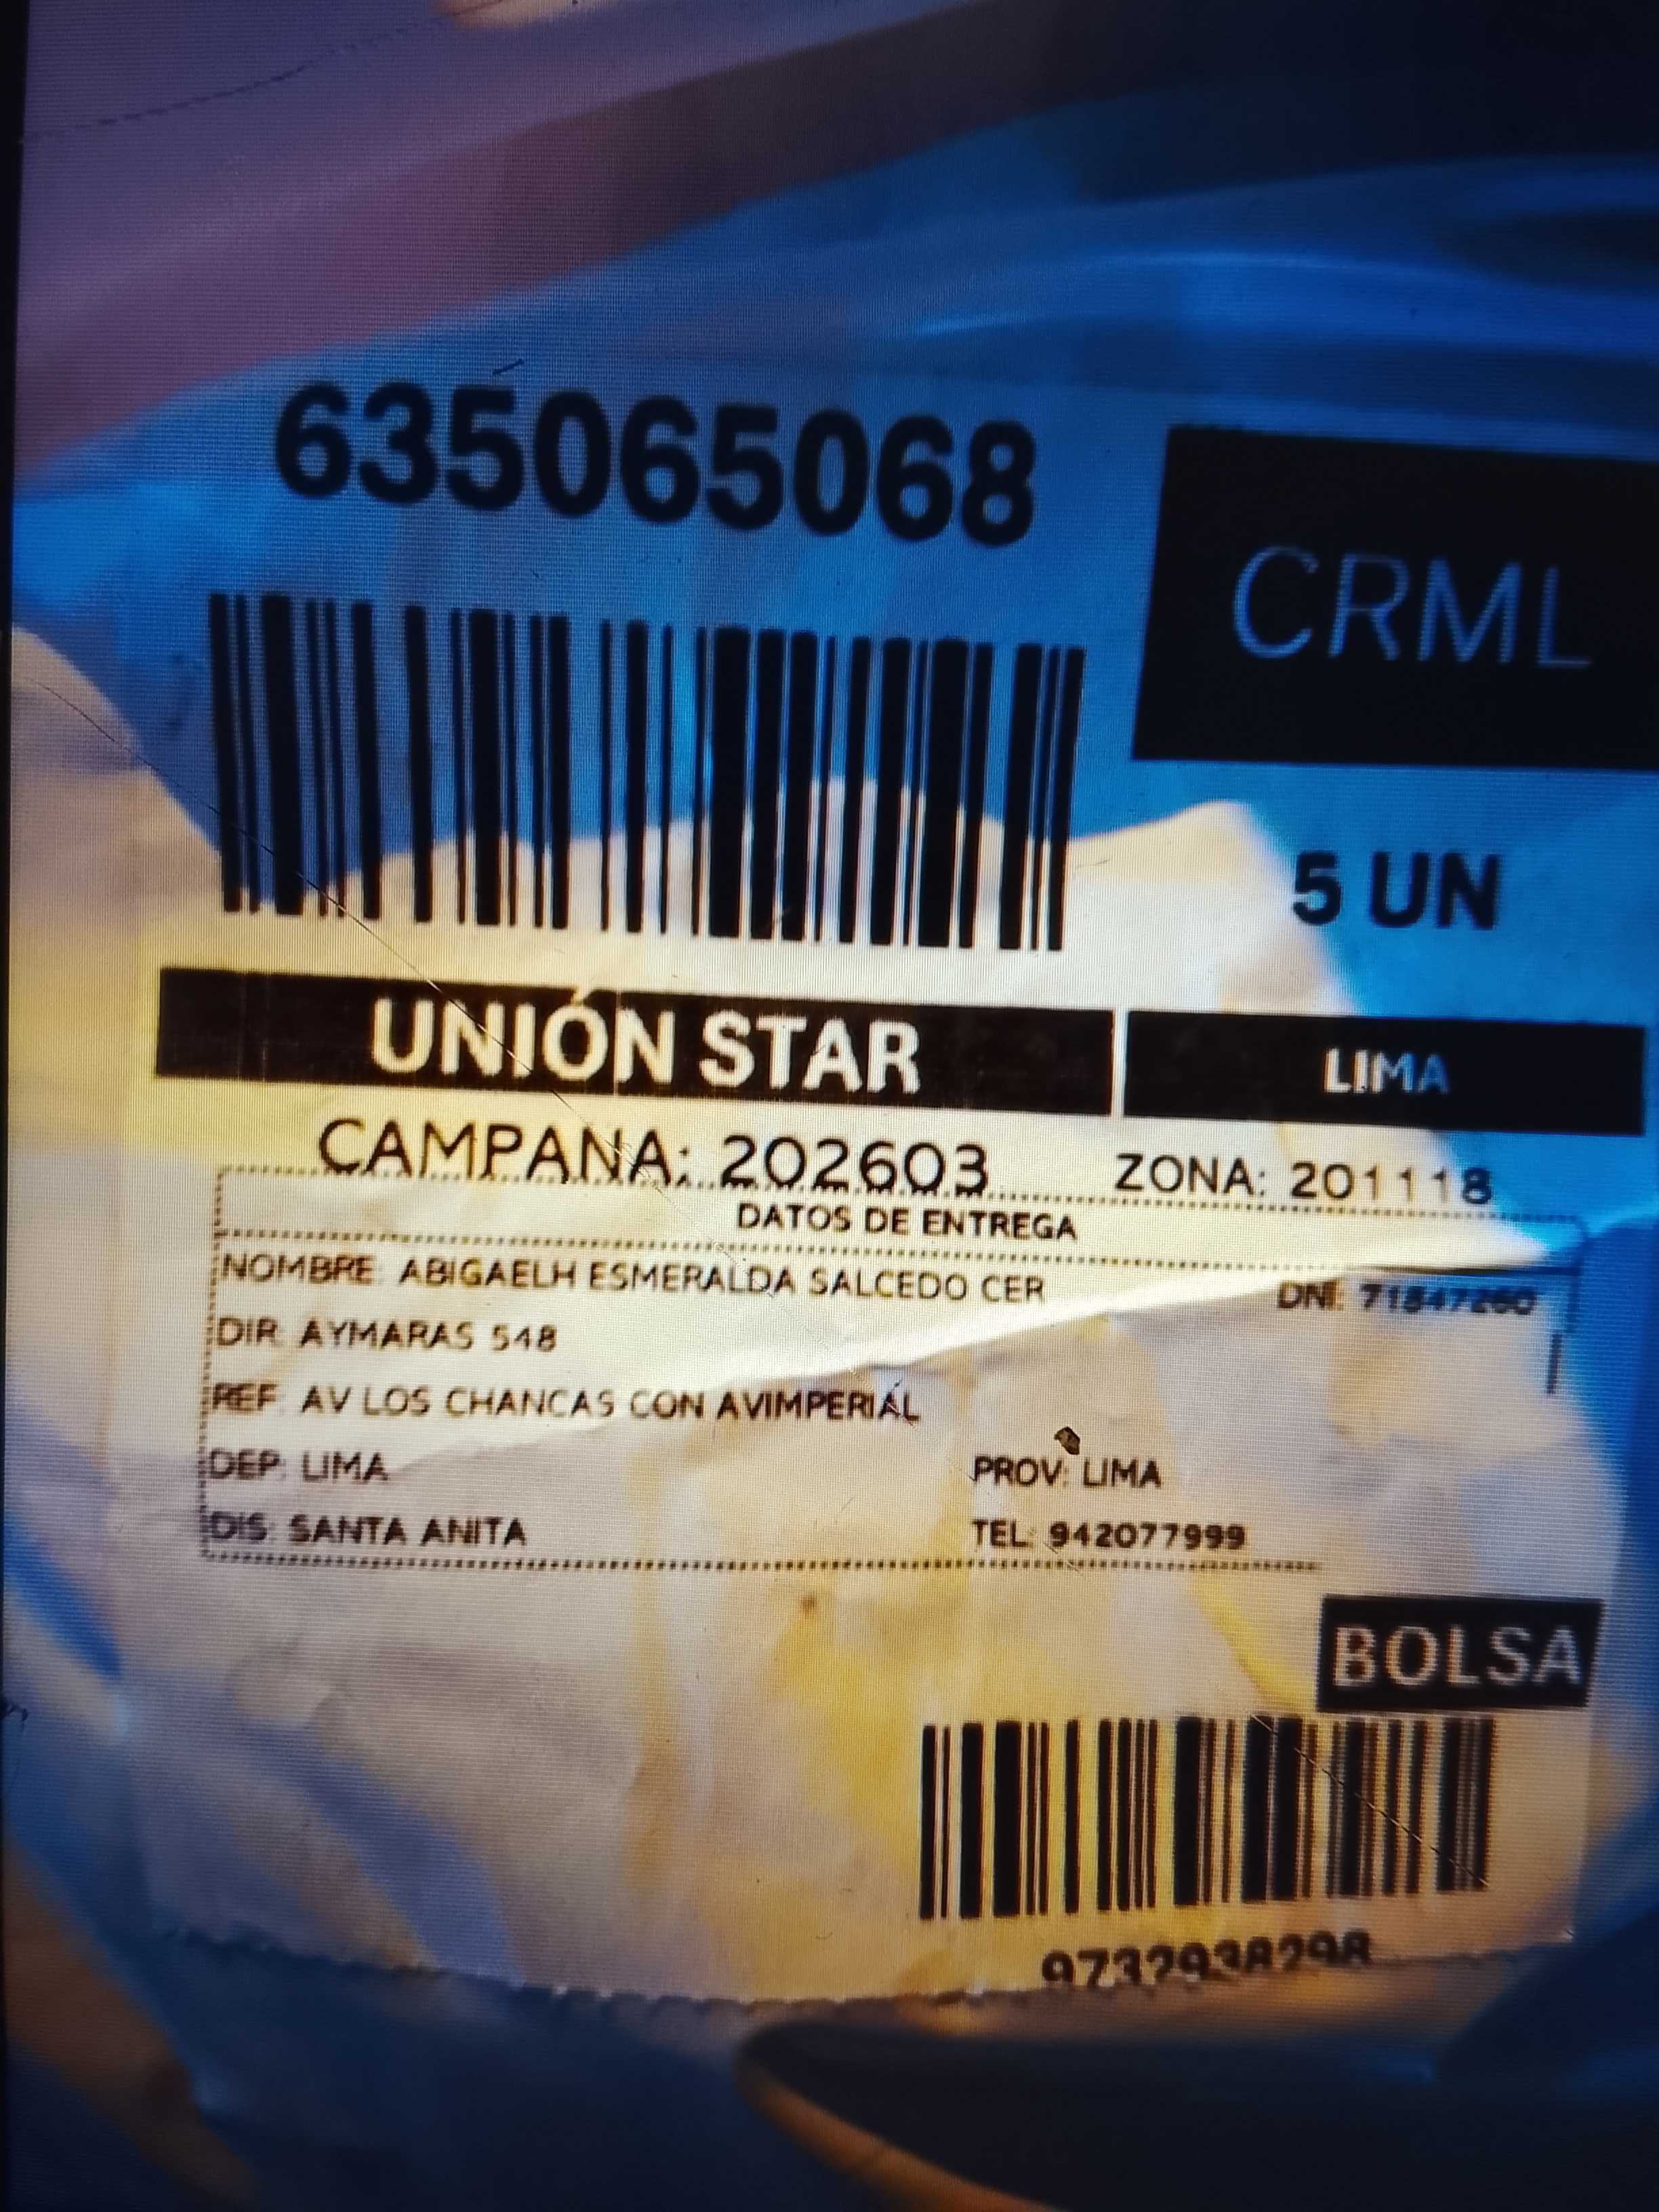 635065068
CRML
5 UN
UNIÓN STAR
LIMA
CAMPANA: 202603 ZONA: 201118
DATOS DE ENTREGA
NOMBRE: ABIGAELH ESMERALDA SALCEDO CER DNI: 71847260
DIR: AYMARAS 548
REF: AV LOS CHANCAS CON AVIMPERIAL
DEP: LIMA PROV: LIMA
DIS: SANTA ANITA TEL: 942077999
BOLSA
9732938298